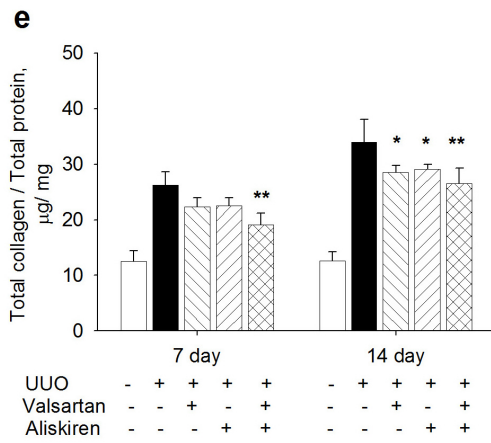 e
Total collagen / Total protein,
μg/ mg
50
40
30
20
10
0
**
* * **
7 day 14 day
UUO - + + + + - + + + +
Valsartan - - + - + - - + - +
Aliskiren - - - + + - - - + +